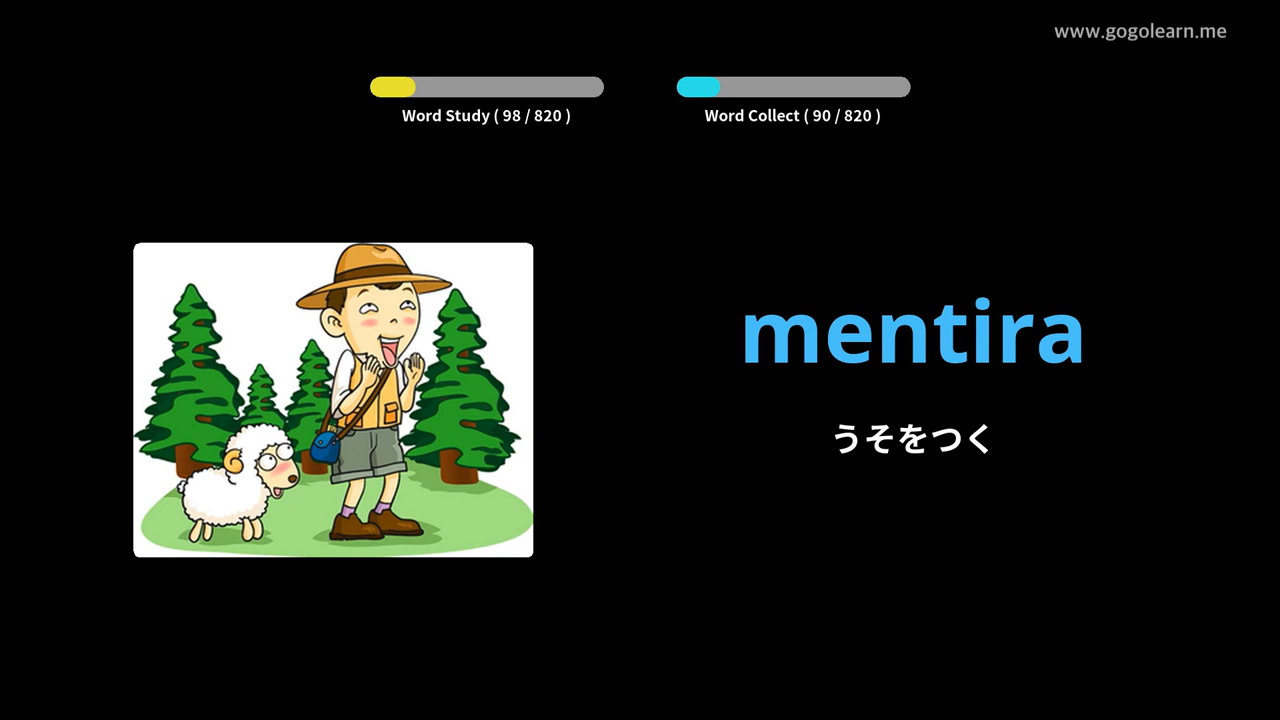 www.gogolearn.me
Word Study ( 98 / 820 )
Word Collect ( 90 / 820 )
mentira
うそをつく